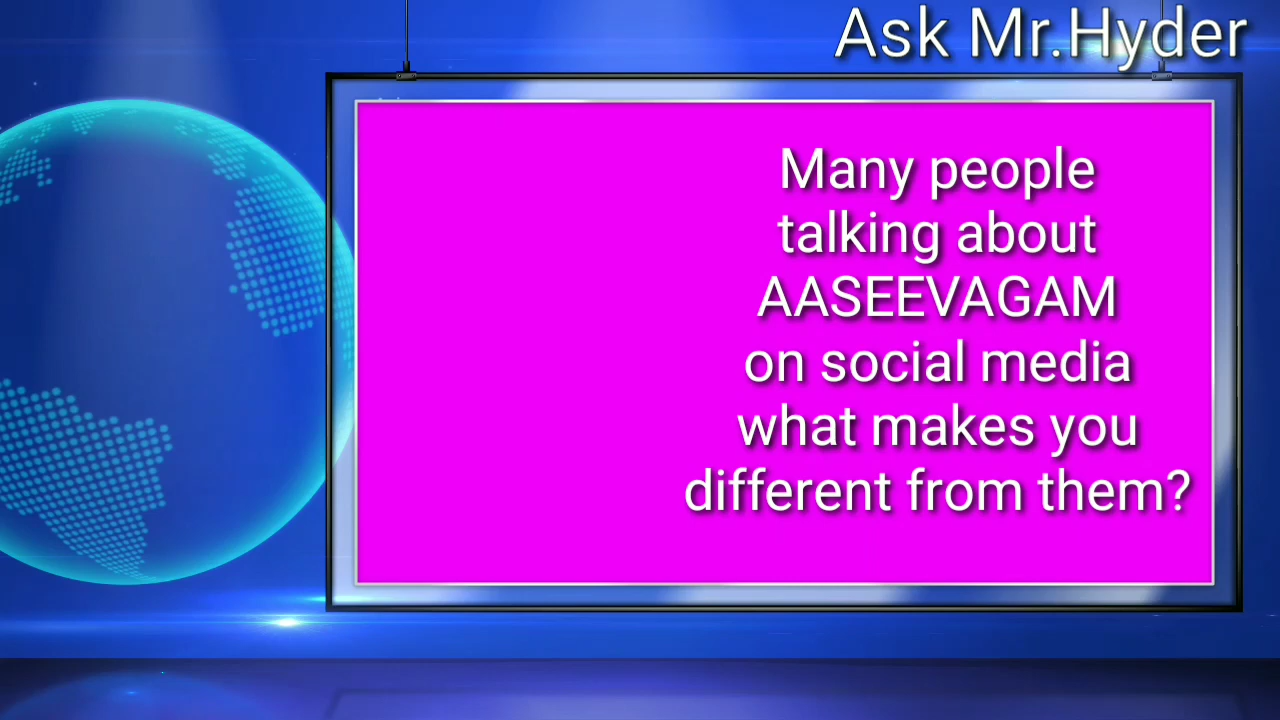 Ask Mr.Hyder
Many people
talking about
AASEEVAGAM
on social media
what makes you
different from them?